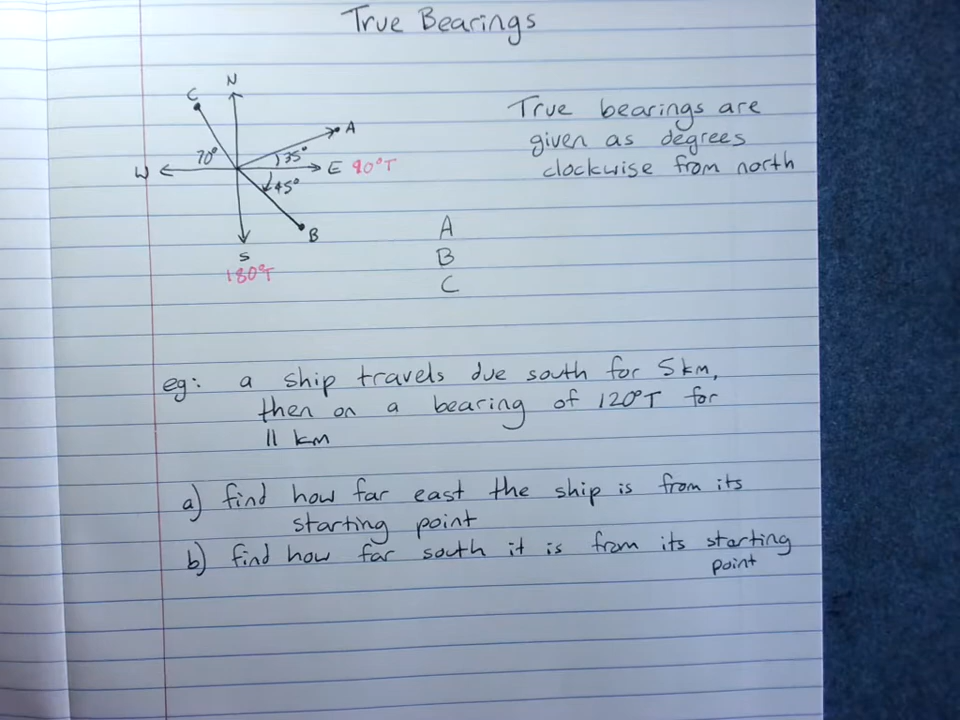 True Bearings
C
N
A
70°
35°
W
E 90°T
45°
B
S
180°T
True bearings are
given as degrees
clockwise from north
A
B
C
eg: a ship travels due south for 5km,
then on a bearing of 120°T for
11 km
a) find how far east the ship is from its
starting point
b) find how far south it is from its starting
point